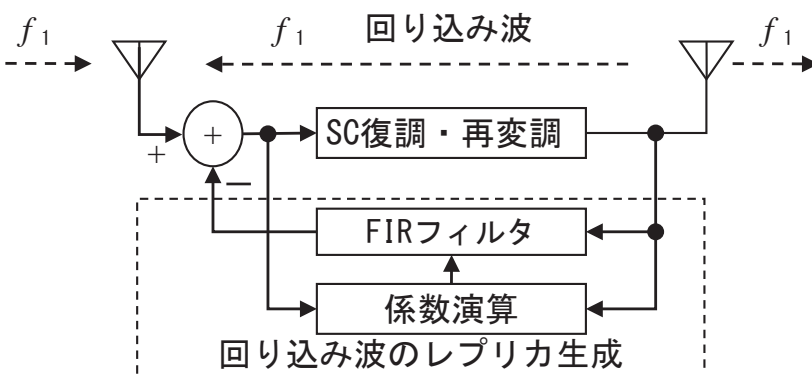 f1
f1
回り込み波
f1
+
+
−
SC復調・再変調
FIRフィルタ
係数演算
回り込み波のレプリカ生成